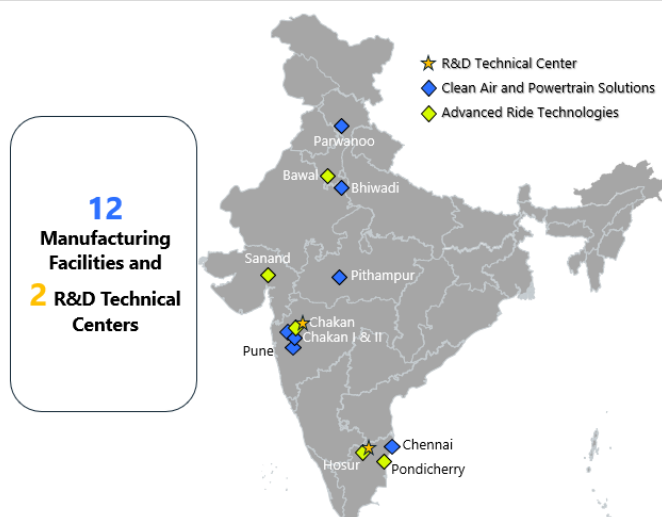 R&D Technical Center
Clean Air and Powertrain Solutions
Advanced Ride Technologies
12
Manufacturing
Facilities and
2 R&D Technical
Centers
Parwanoo
Bawal
Bhiwadi
Sanand
Pithampur
Chakan
Chakan I & II
Pune
Chennai
Hosur
Pondicherry